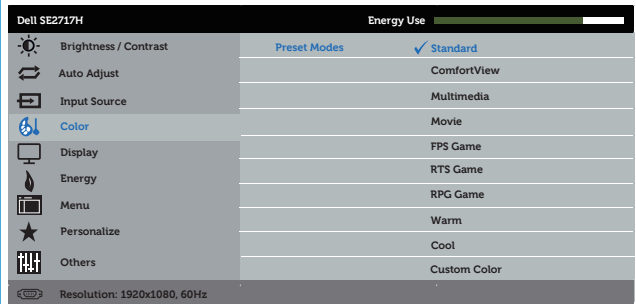 Dell SE2717H Energy Use
Brightness / Contrast Preset Modes Standard
Auto Adjust ComfortView
Input Source Multimedia
Color Movie
Display FPS Game
Energy RTS Game
Menu RPG Game
Personalize Warm
Cool
Others Custom Color
Resolution: 1920x1080, 60Hz